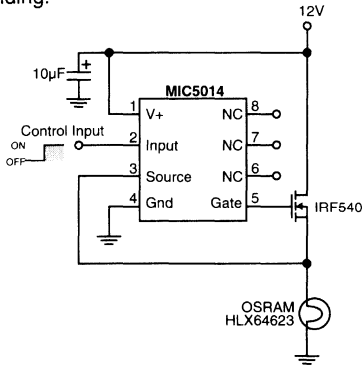 12V
10µF
+
MIC5014
1 V+ NC 8
Control Input
ON
OFF
2 Input NC 7
3 Source NC 6
4 Gnd Gate 5
IRF540
OSRAM
HLX64623